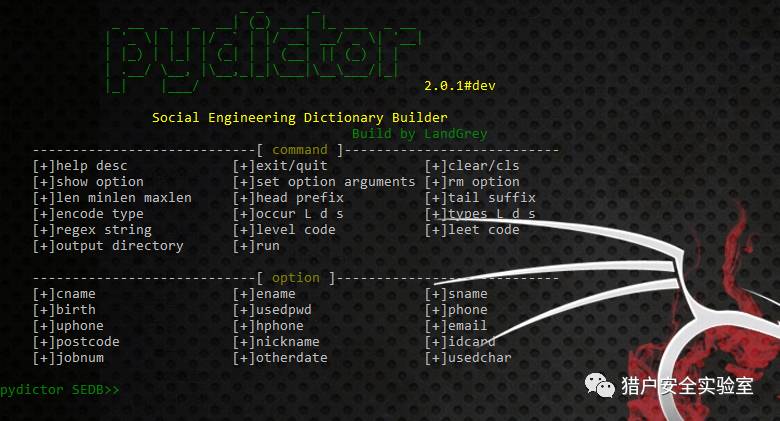 pydictor
2.0.1#dev
Social Engineering Dictionary Builder
Build by LandGrey
----------------------------[ command ]---------------------------
[+]help desc [+]exit/quit [+]clear/cls
[+]show option [+]set option arguments [+]rm option
[+]len minlen maxlen [+]head prefix [+]tail suffix
[+]encode type [+]occur L d s [+]types L d s
[+]regex string [+]level code [+]leet code
[+]output directory [+]run
----------------------------[ option ]----------------------------
[+]cname [+]ename [+]sname
[+]birth [+]usedpwd [+]phone
[+]uphone [+]hphone [+]email
[+]postcode [+]nickname [+]idcard
[+]jobnum [+]otherdate [+]usedchar
pydictor SEDB>>
猎户安全实验室